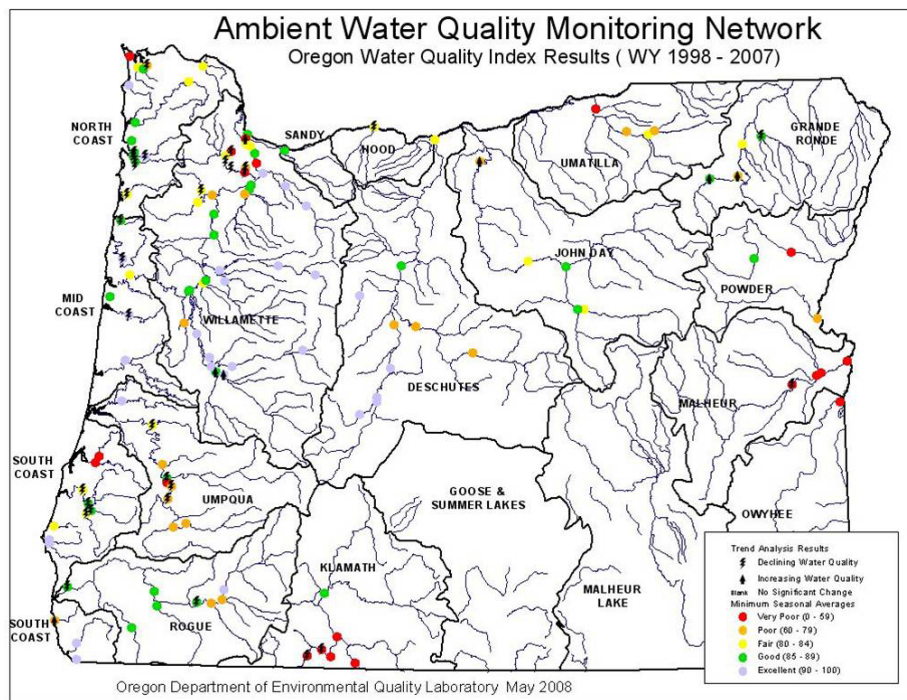 Ambient Water Quality Monitoring Network
Oregon Water Quality Index Results ( WY 1998 - 2007)
NORTH
COAST
SANDY
HOOD
UMATILLA
GRANDE
RONDE
JOHN DAY
POWDER
MID
COAST
WILLAMETTE
DESCHUTES
MALHEUR
SOUTH
COAST
UMPQUA
GOOSE &
SUMMER LAKES
OWYHEE
KLAMATH
MALHEUR
LAKE
SOUTH
COAST
ROGUE
Trend Analysis Results
Declining Water Quality
Increasing Water Quality
Blank No Significant Change
Minimum Seasonal Averages
Very Poor (0 - 59)
Poor (60 - 79)
Fair (80 - 84)
Good (85 - 89)
Excellent (90 - 100)
Oregon Department of Environmental Quality Laboratory May 2008